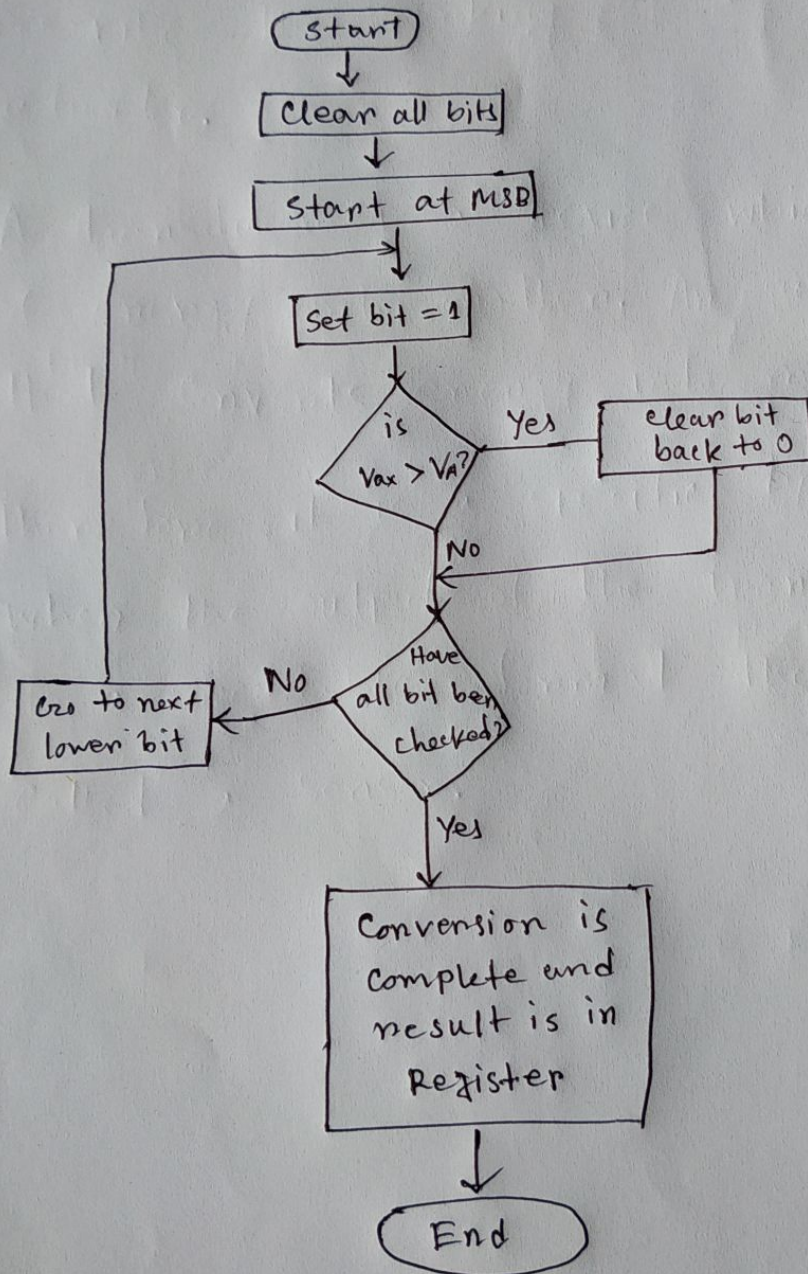 Start
Clear all bits
Start at MSB
Set bit = 1
is
Vax > VA?
Yes
clear bit
back to 0
No
Have
all bit ben
checked?
No
Go to next
lower bit
Yes
Conversion is
complete and
result is in
Register
End